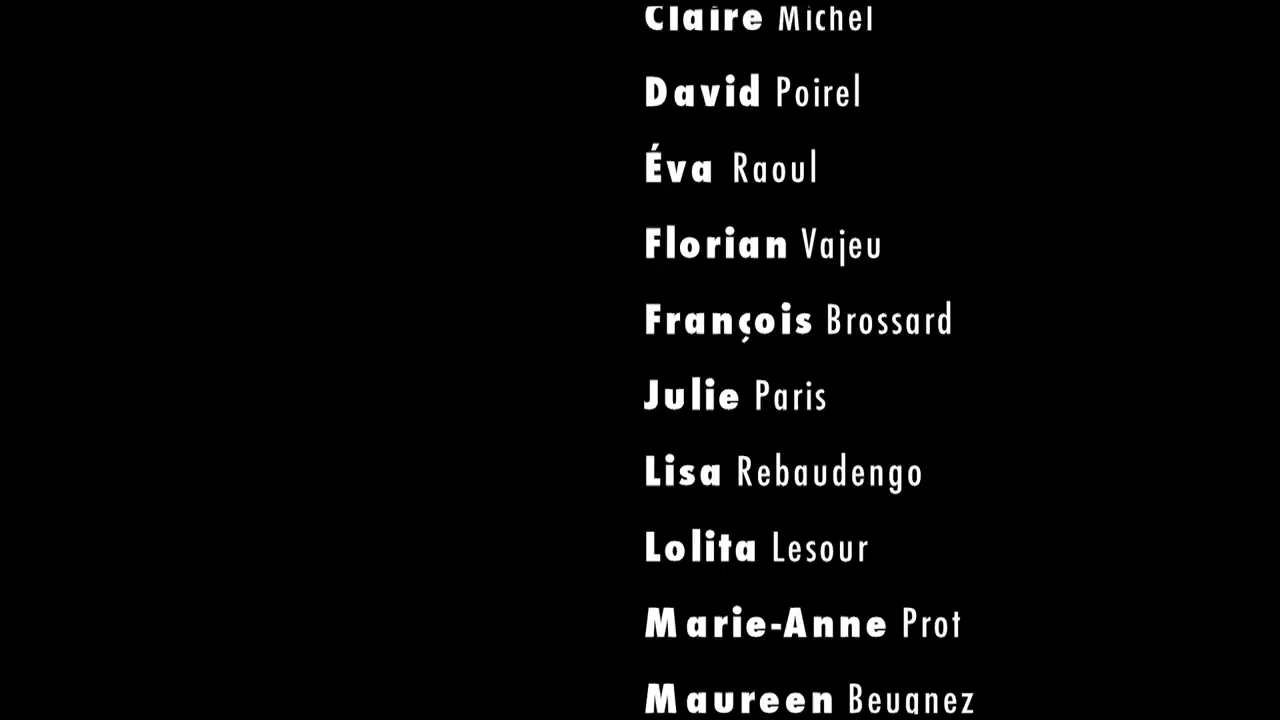 Claire Michel
David Poirel
Éva Raoul
Florian Vajeu
François Brossard
Julie Paris
Lisa Rebaudengo
Lolita Lesour
Marie-Anne Prot
Maureen Beugnez